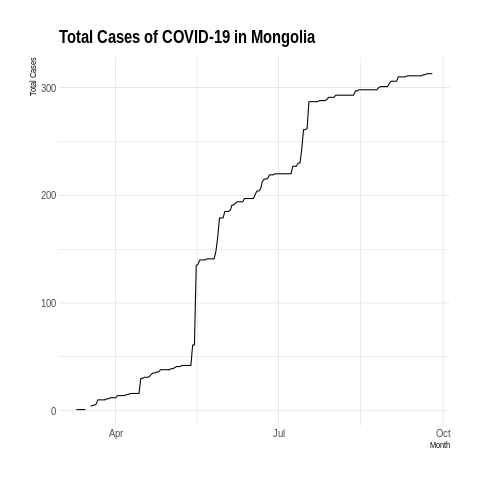 Total Cases of COVID-19 in Mongolia
Total Cases
300
200
100
0
Apr
Jul
Oct
Month